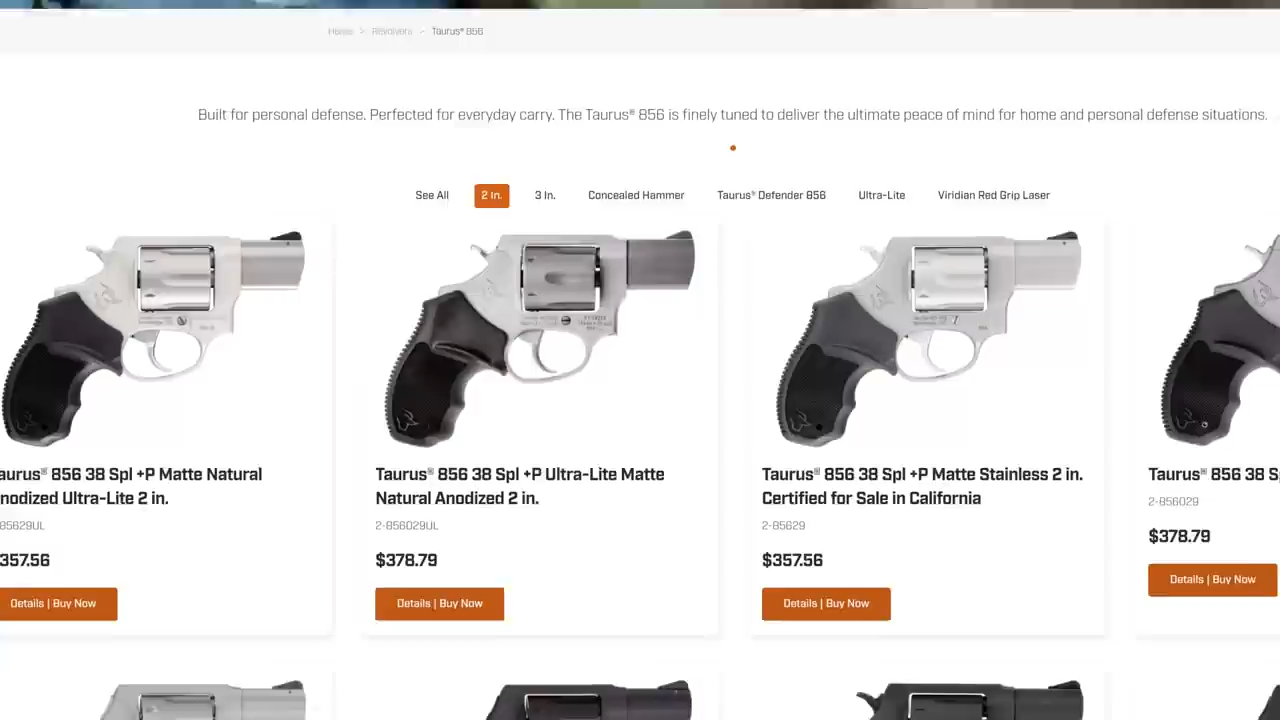 Home > Revolvers > Taurus® 856
Built for personal defense. Perfected for everyday carry. The Taurus® 856 is finely tuned to deliver the ultimate peace of mind for home and personal defense situations.
See All 2 In. 3 In. Concealed Hammer Taurus® Defender 856 Ultra-Lite Viridian Red Grip Laser
aurus® 856 38 Spl +P Matte Natural
nodized Ultra-Lite 2 in.
85629UL
357.56
Details | Buy Now
Taurus® 856 38 Spl +P Ultra-Lite Matte
Natural Anodized 2 in.
2-856029UL
$378.79
Details | Buy Now
Taurus® 856 38 Spl +P Matte Stainless 2 in.
Certified for Sale in California
2-85629
$357.56
Details | Buy Now
Taurus® 856 38 S
2-856029
$378.79
Details | Buy Now